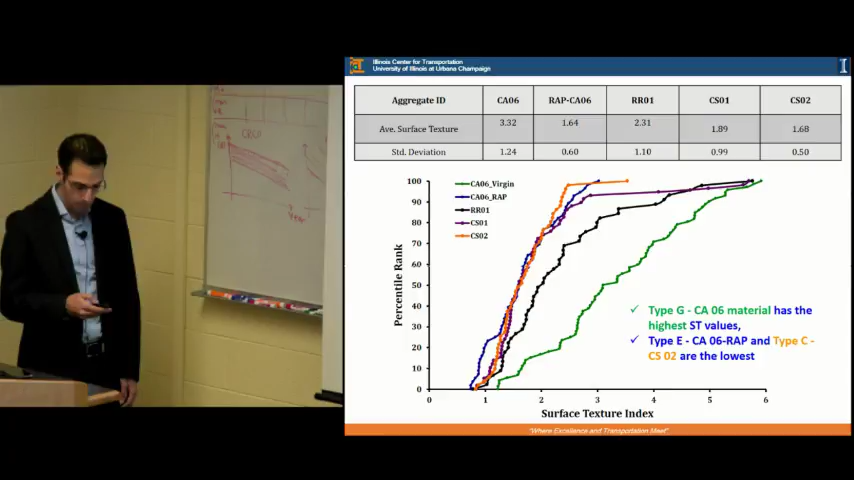 Illinois Center for Transportation
University of Illinois at Urbana Champaign
Aggregate ID CA06 RAP-CA06 RR01 CS01 CS02
Ave. Surface Texture 3.32 1.64 2.31 1.89 1.68
Std. Deviation 1.24 0.60 1.10 0.99 0.50
CA06_Virgin
CA06_RAP
RR01
CS01
CS02
Percentile Rank
100
90
80
70
60
50
40
30
20
10
0
0 1 2 3 4 5 6
Surface Texture Index
✓ Type G - CA 06 material has the
highest ST values,
✓ Type E - CA 06-RAP and Type C -
CS 02 are the lowest
"Where Excellence and Transportation Meet"